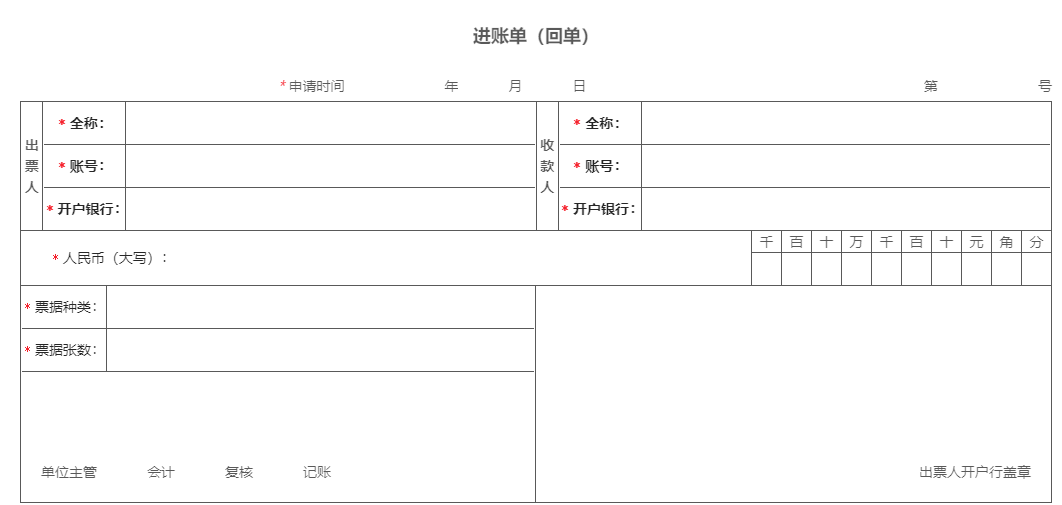 进账单（回单）
*申请时间 年 月 日 第 号
出票人 * 全称： 收款人 * 全称：
* 账号： * 账号：
* 开户银行： * 开户银行：
* 人民币（大写）： 千 百 十 万 千 百 十 元 角 分
* 票据种类：
* 票据张数：
单位主管 会计 复核 记账 出票人开户行盖章